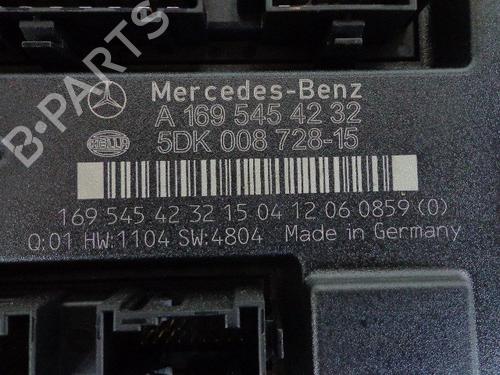 B-PARTS
Mercedes-Benz
A 169 545 42 32
HELLA 5DK 008 728-15
169 545 42 32 15 04 12 06 0859 (0)
Q:01 HW:1104 SW:4804 Made in Germany